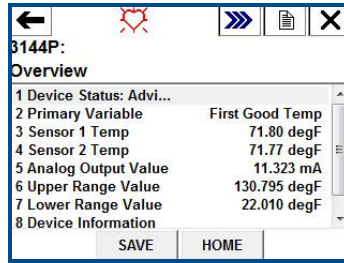 3144P:
Overview
1 Device Status: Advi...
2 Primary Variable First Good Temp
3 Sensor 1 Temp 71.80 degF
4 Sensor 2 Temp 71.77 degF
5 Analog Output Value 11.323 mA
6 Upper Range Value 130.795 degF
7 Lower Range Value 22.010 degF
8 Device Information
SAVE HOME